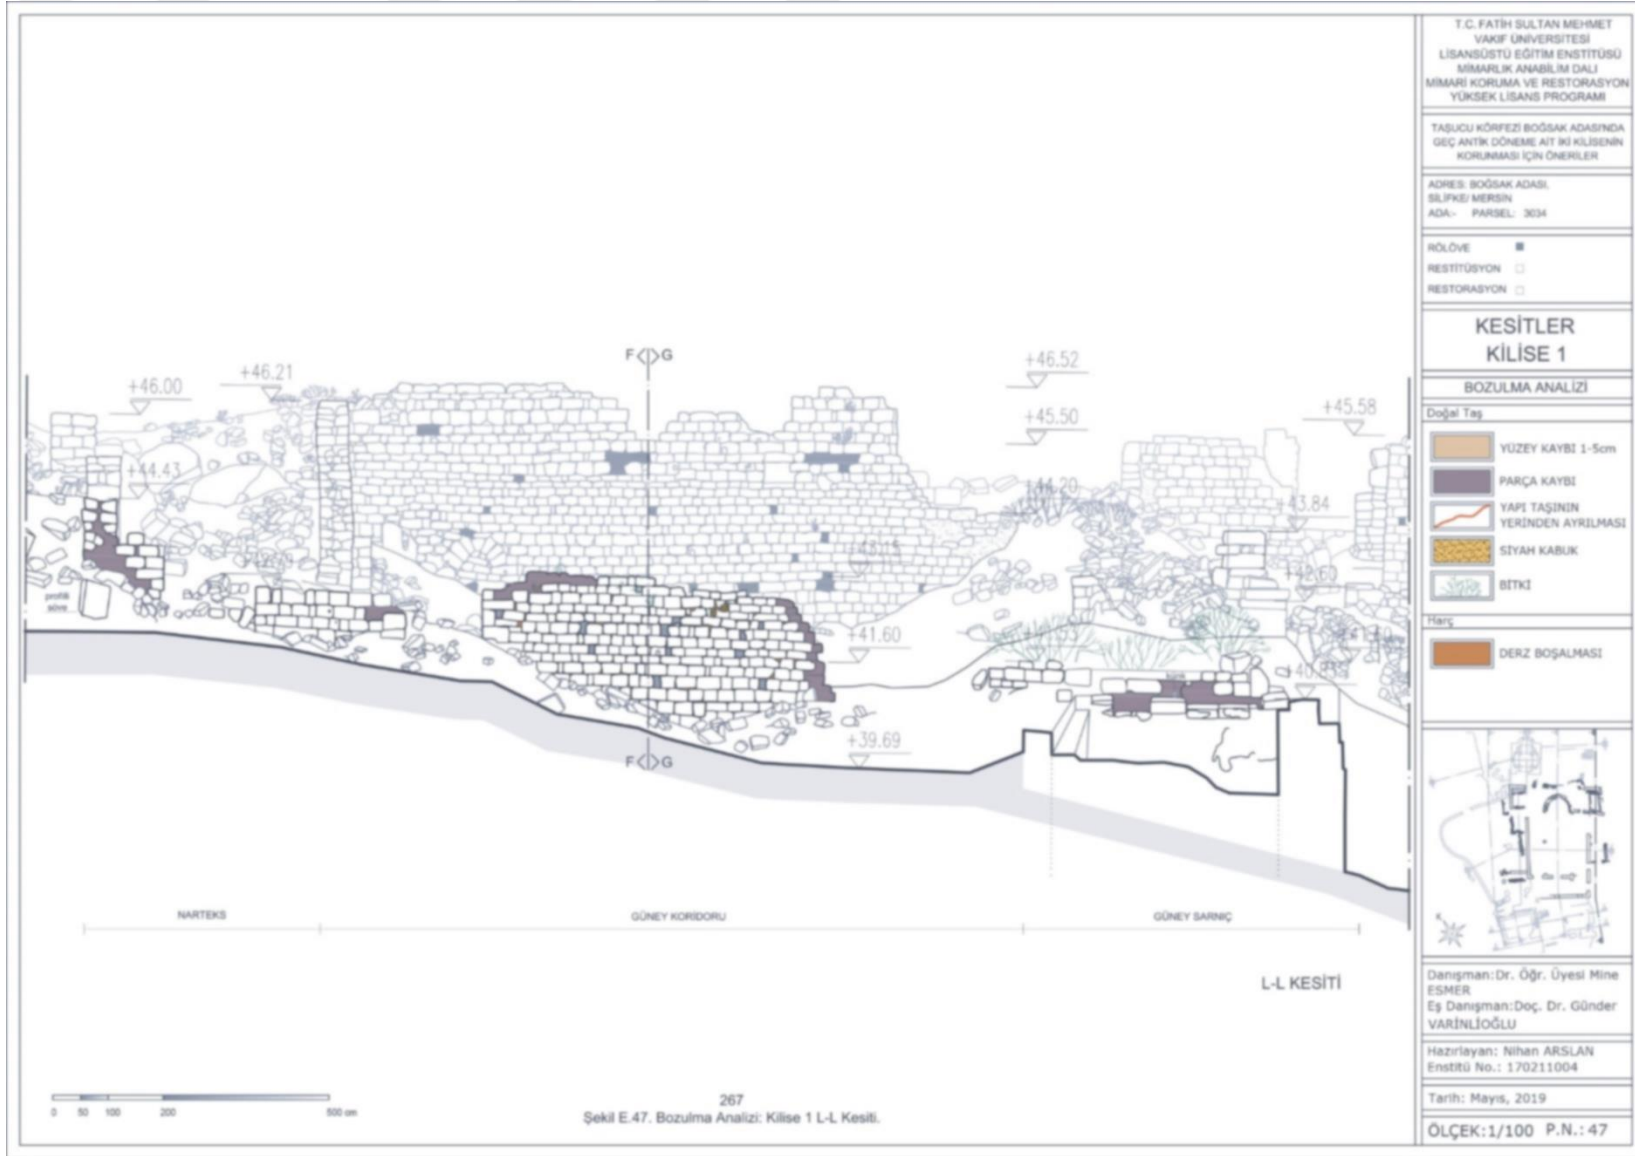 T.C. FATİH SULTAN MEHMET
VAKIF ÜNİVERSİTESİ
LİSANSÜSTÜ EĞİTİM ENSTİTÜSÜ
MİMARLIK ANABİLİM DALI
MİMARİ KORUMA VE RESTORASYON
YÜKSEK LİSANS PROGRAMI
TAŞUCU KÖRFEZİ BOĞSAK ADASI'NDA
GEÇ ANTİK DÖNEME AİT İKİ KİLİSENİN
KORUNMASI İÇİN ÖNERİLER
ADRES: BOĞSAK ADASI,
SİLİFKE/ MERSİN
ADA:- PARSEL: 3034
RÖLÖVE
RESTİTÜSYON
RESTORASYON
KESİTLER
KİLİSE 1
BOZULMA ANALİZİ
Doğal Taş
YÜZEY KAYBI 1-5cm
PARÇA KAYBI
YAPI TAŞININ
YERİNDEN AYRILMASI
SİYAH KABUK
BİTKİ
Harç
DERZ BOŞALMASI
F G
+46.52
+46.00
+46.21
+45.50
+45.58
+44.43
+44.20
+43.84
+43.15
+42.60
profilli
söve
+41.60
+39.69
F G
NARTEKS
GÜNEY KORİDORU
GÜNEY SARNIÇ
L-L KESİTİ
K
Danışman:Dr. Öğr. Üyesi Mine
ESMER
Eş Danışman:Doç. Dr. Günder
VARİNLİOĞLU
Hazırlayan: Nihan ARSLAN
Enstitü No.: 170211004
Tarih: Mayıs, 2019
ÖLÇEK:1/100 P.N.: 47
0 50 100 200 500 cm
267
Şekil E.47. Bozulma Analizi: Kilise 1 L-L Kesiti.